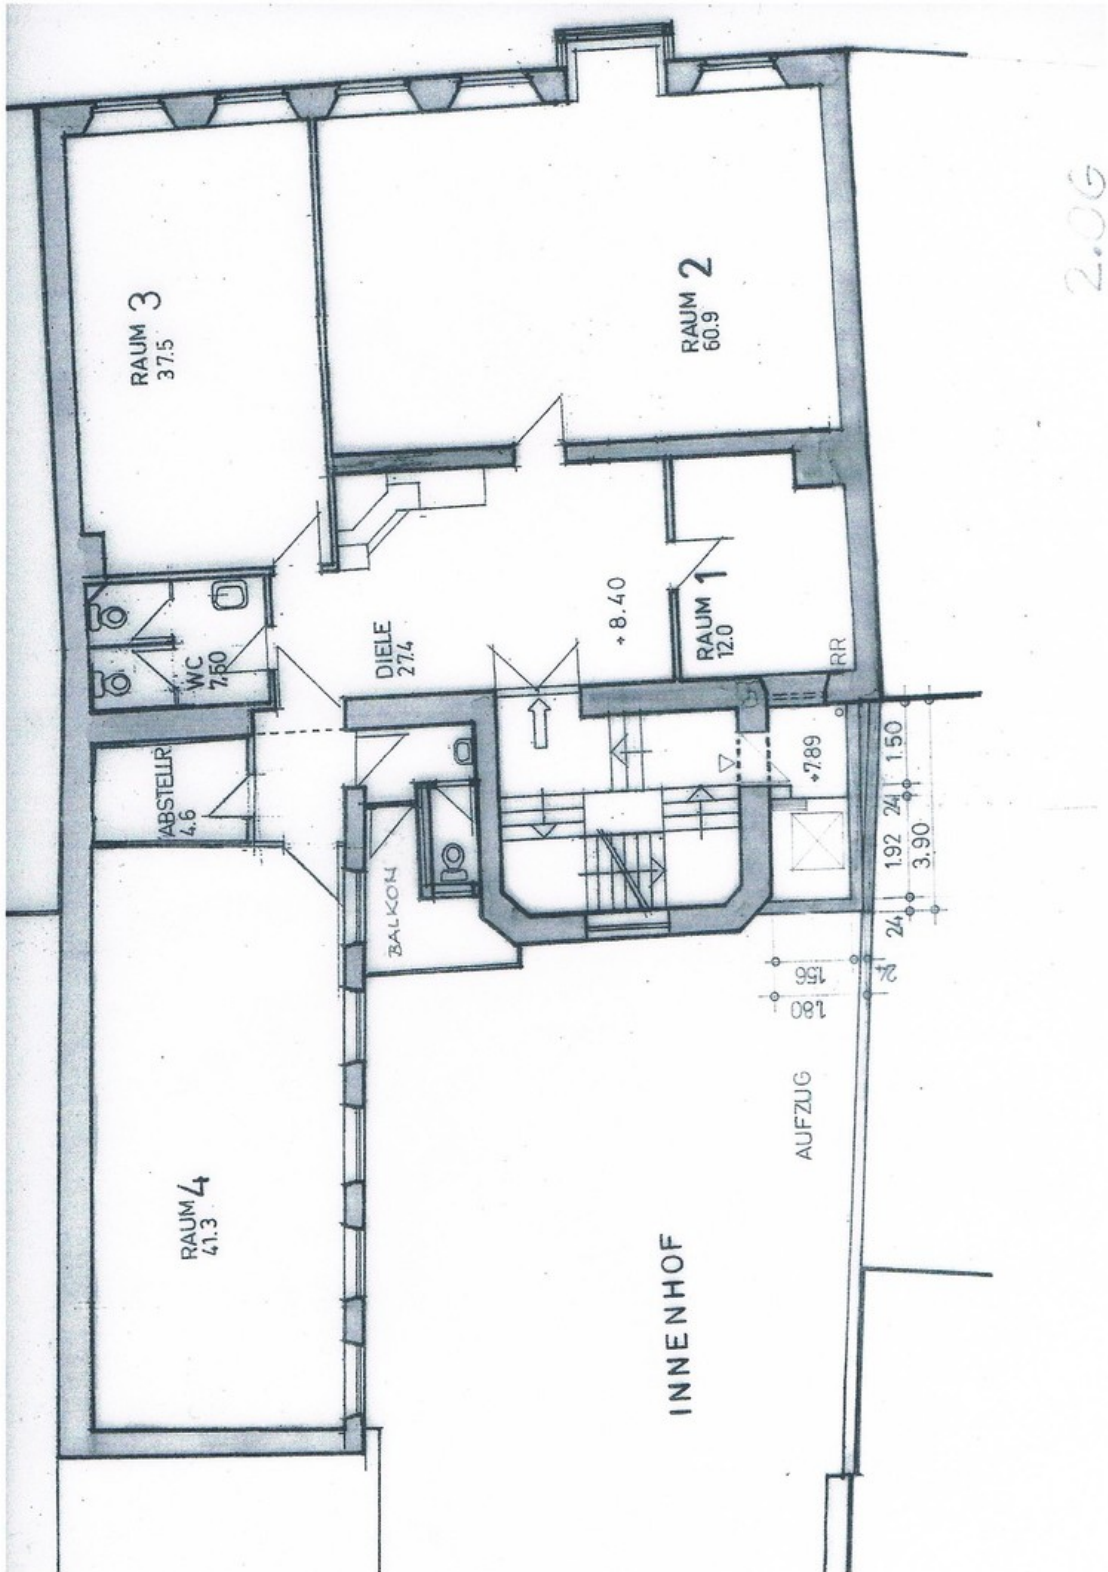 2.OG
RAUM 3
37.5
RAUM 2
60.9
RAUM 1
12.0
RR
+8.40
DIELE
27.4
WC
7,50
ABSTELLR
4.6
BALKON
+7.89
1.50
24
1.92
24
3.90
156
24
180
AUFZUG
RAUM 4
41.3
INNENHOF